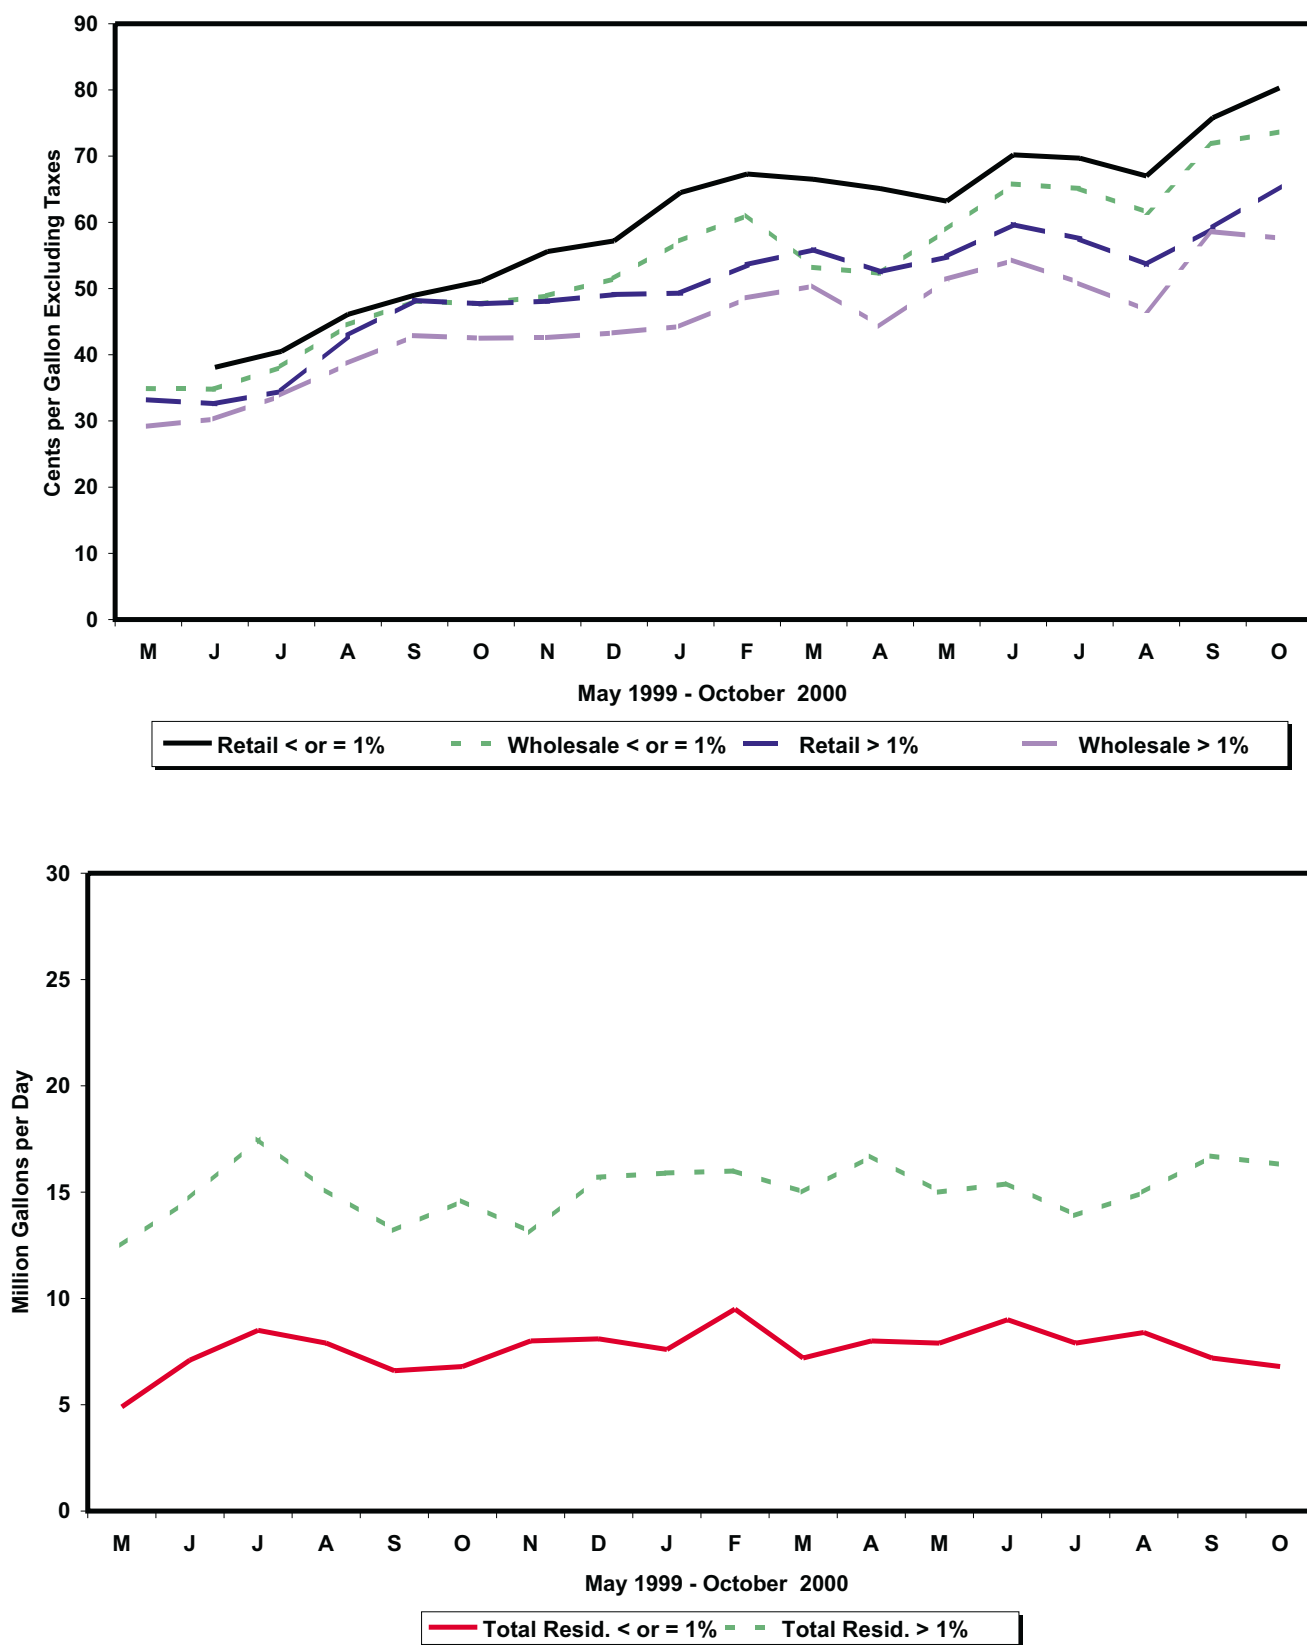 90
80
70
60
50
40
30
20
10
0
Cents per Gallon Excluding Taxes
M J J A S O N D J F M A M J J A S O
May 1999 - October 2000
Retail < or = 1% Wholesale < or = 1% Retail > 1% Wholesale > 1%
30
25
20
15
10
5
0
Million Gallons per Day
M J J A S O N D J F M A M J J A S O
May 1999 - October 2000
Total Resid. < or = 1% Total Resid. > 1%